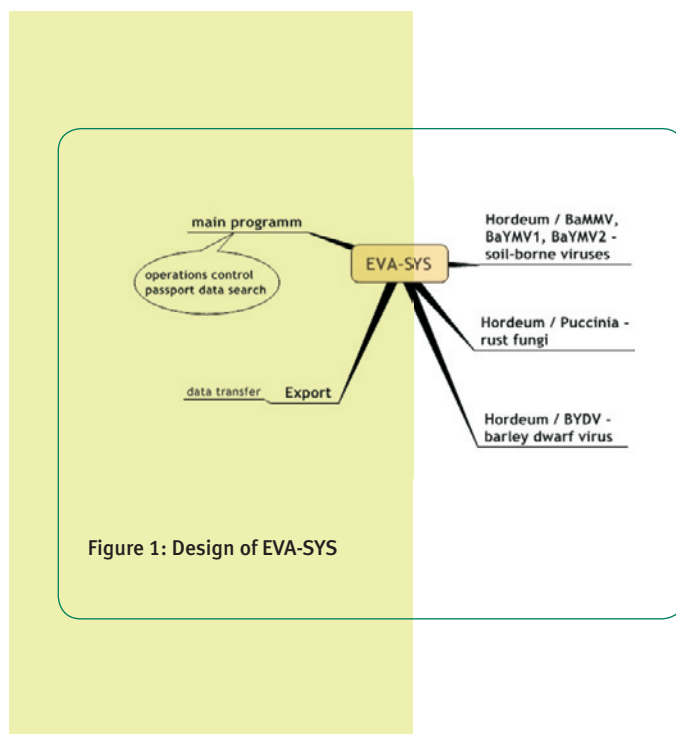 main programm
operations control
passport data search
EVA-SYS
Hordeum / BaMMV,
BaYMV1, BaYMV2 -
soil-borne viruses
Hordeum / Puccinia -
rust fungi
data transfer
Export
Hordeum / BYDV -
barley dwarf virus
Figure 1: Design of EVA-SYS